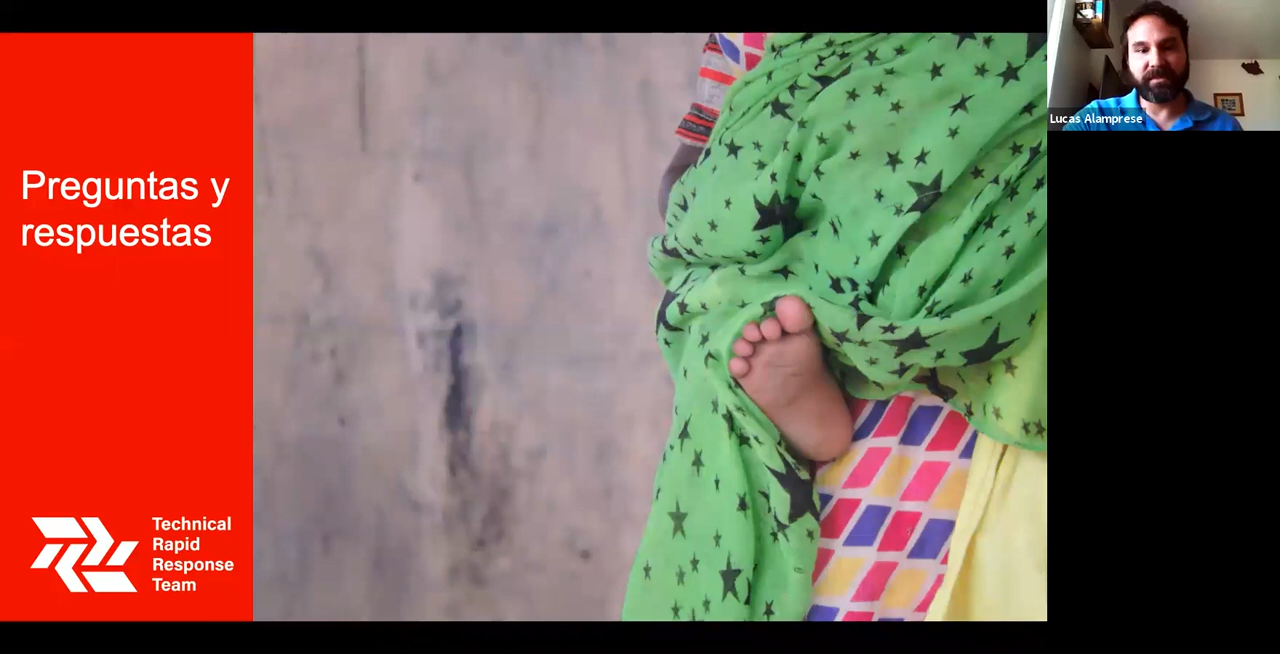 Preguntas y
respuestas
Technical
Rapid
Response
Team
Lucas Alamprese